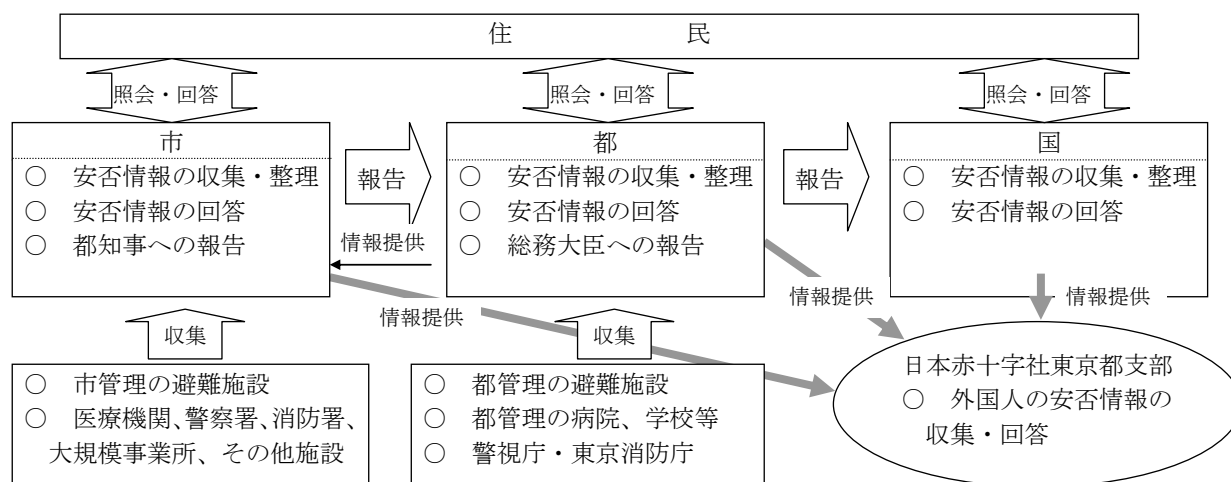 住　民
照会・回答
照会・回答
照会・回答
市
○ 安否情報の収集・整理
○ 安否情報の回答
○ 都知事への報告
報告
都
○ 安否情報の収集・整理
○ 安否情報の回答
○ 総務大臣への報告
報告
国
○ 安否情報の収集・整理
○ 安否情報の回答
情報提供
情報提供
情報提供
情報提供
収集
収集
○ 市管理の避難施設
○ 医療機関、警察署、消防署、
大規模事業所、その他施設
○ 都管理の避難施設
○ 都管理の病院、学校等
○ 警視庁・東京消防庁
日本赤十字社東京都支部
○ 外国人の安否情報の
収集・回答